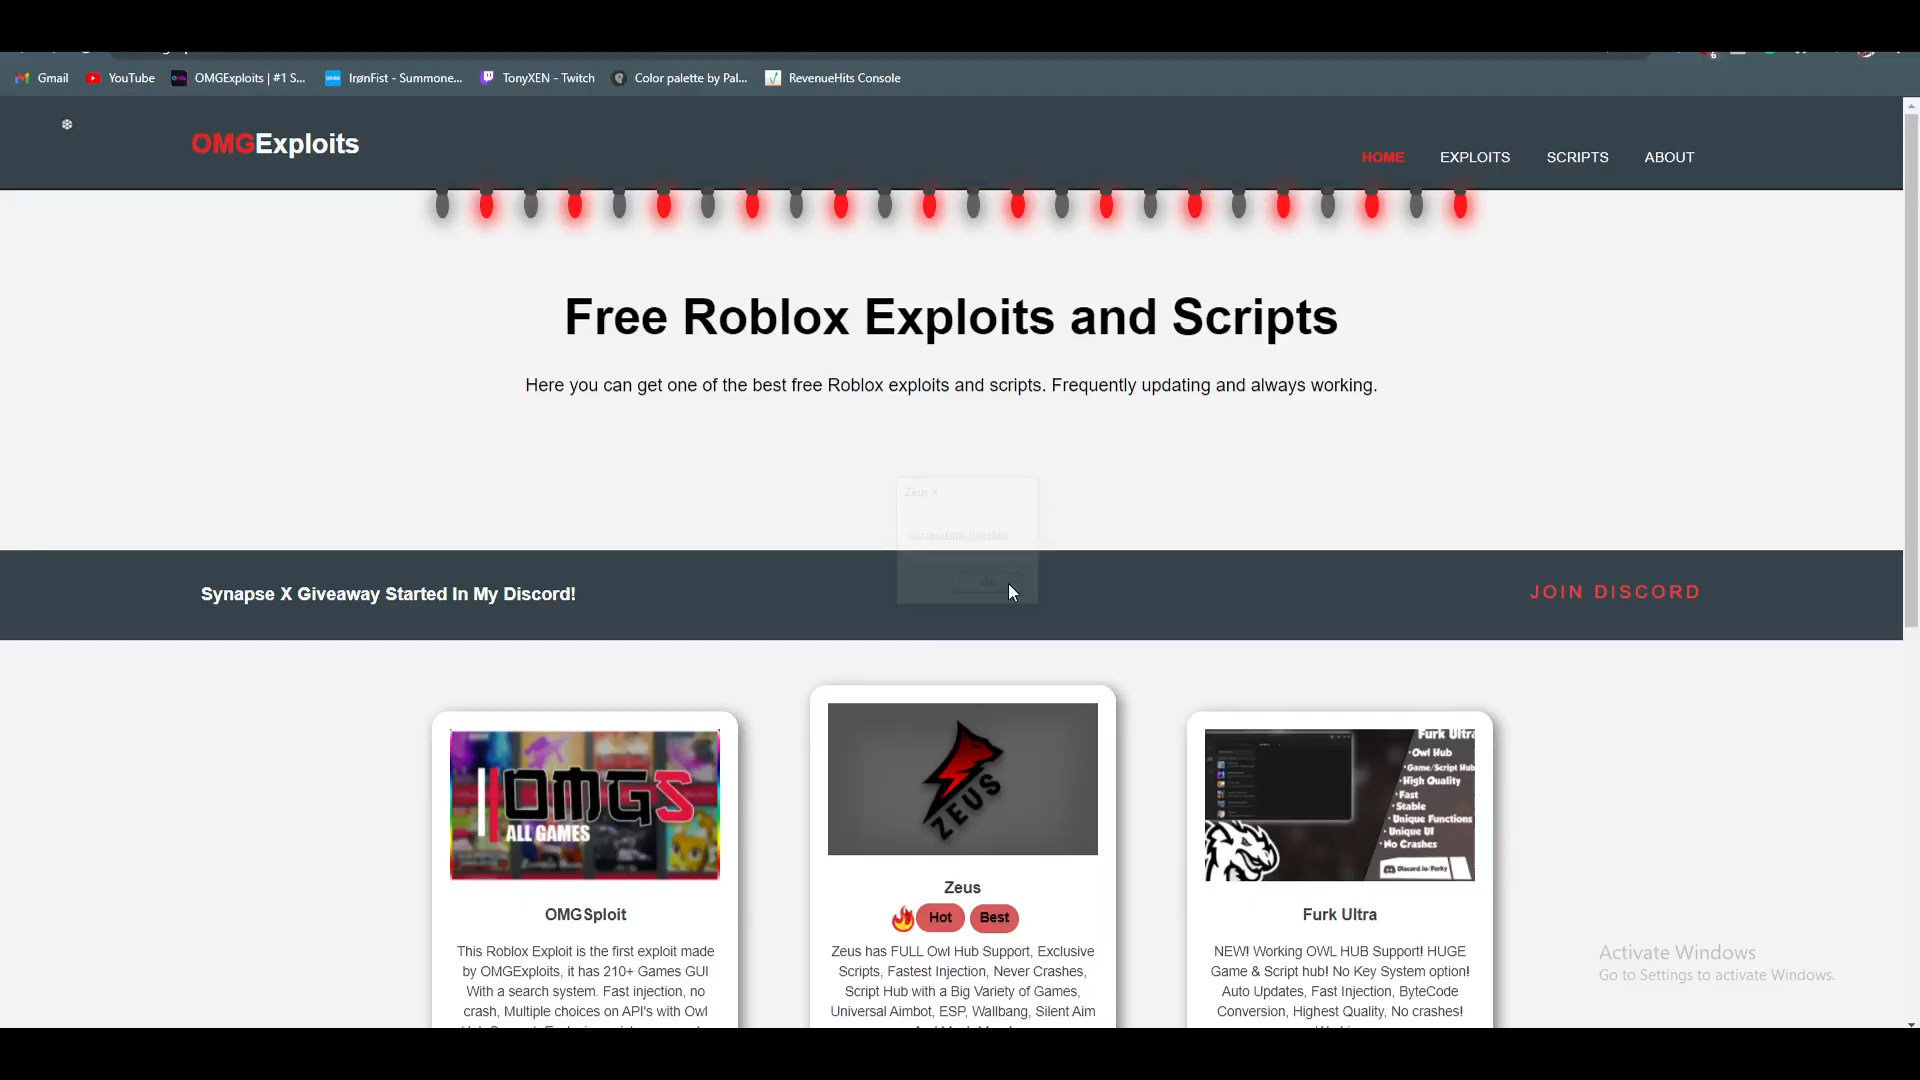 6
Gmail
YouTube
OMGExploits | #1 S...
IrønFist - Summone...
TonyXEN - Twitch
Color palette by Pal...
RevenueHits Console
OMGExploits
HOME
EXPLOITS
SCRIPTS
ABOUT
Free Roblox Exploits and Scripts
Here you can get one of the best free Roblox exploits and scripts. Frequently updating and always working.
Zeus X
OK
Synapse X Giveaway Started In My Discord!
JOIN DISCORD
OMGS
ALL GAMES
OMGSploit
This Roblox Exploit is the first exploit made
by OMGExploits, it has 210+ Games GUI
With a search system. Fast injection, no
crash, Multiple choices on API's with Owl
ZEUS
Zeus
Hot
Best
Zeus has FULL Owl Hub Support, Exclusive
Scripts, Fastest Injection, Never Crashes,
Script Hub with a Big Variety of Games,
Universal Aimbot, ESP, Wallbang, Silent Aim
Furk Ultra
• Owl Hub
• Game/Script Hub
• High Quality
• Fast
• Stable
• Unique Functions
• Unique UI
• No Crashes
Discord.io/Furky
Furk Ultra
NEW! Working OWL HUB Support! HUGE
Game & Script hub! No Key System option!
Auto Updates, Fast Injection, ByteCode
Conversion, Highest Quality, No crashes!
Activate Windows
Go to Settings to activate Windows.